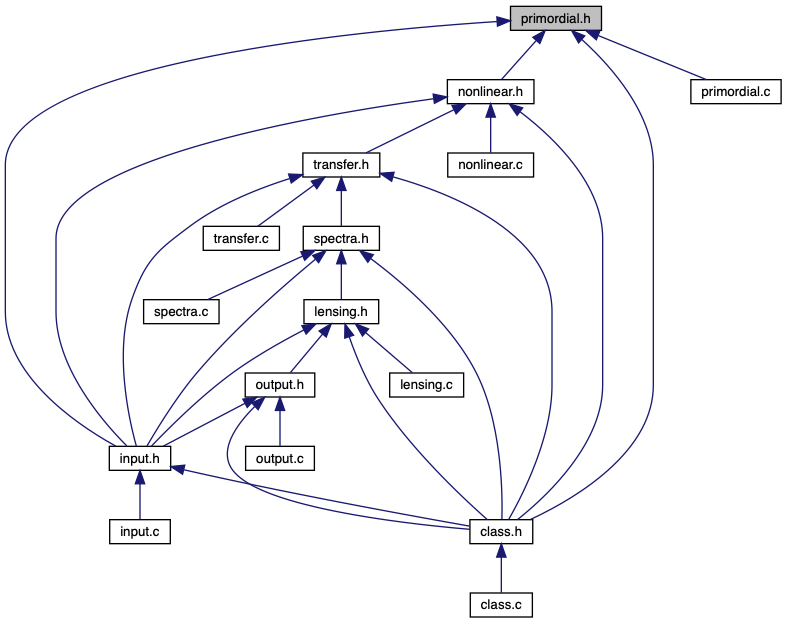 primordial.h
nonlinear.h
primordial.c
transfer.h
nonlinear.c
transfer.c
spectra.h
spectra.c
lensing.h
output.h
lensing.c
input.h
output.c
input.c
class.h
class.c